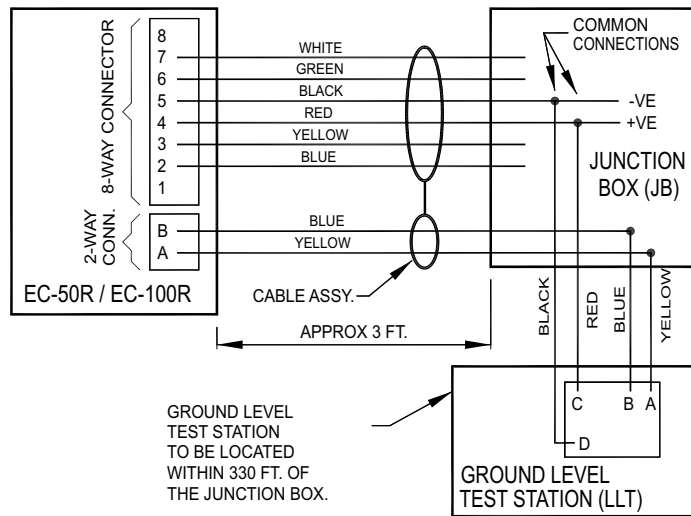 8
7
6
5
4
3
2
1
8-WAY CONNECTOR
B
A
2-WAY
CONN.
EC-50R / EC-100R
WHITE
GREEN
BLACK
RED
YELLOW
BLUE
BLUE
YELLOW
CABLE ASSY.
APPROX 3 FT.
COMMON
CONNECTIONS
-VE
+VE
JUNCTION
BOX (JB)
BLACK
RED
BLUE
YELLOW
GROUND LEVEL
TEST STATION
TO BE LOCATED
WITHIN 330 FT. OF
THE JUNCTION BOX.
C
B
A
D
GROUND LEVEL
TEST STATION (LLT)